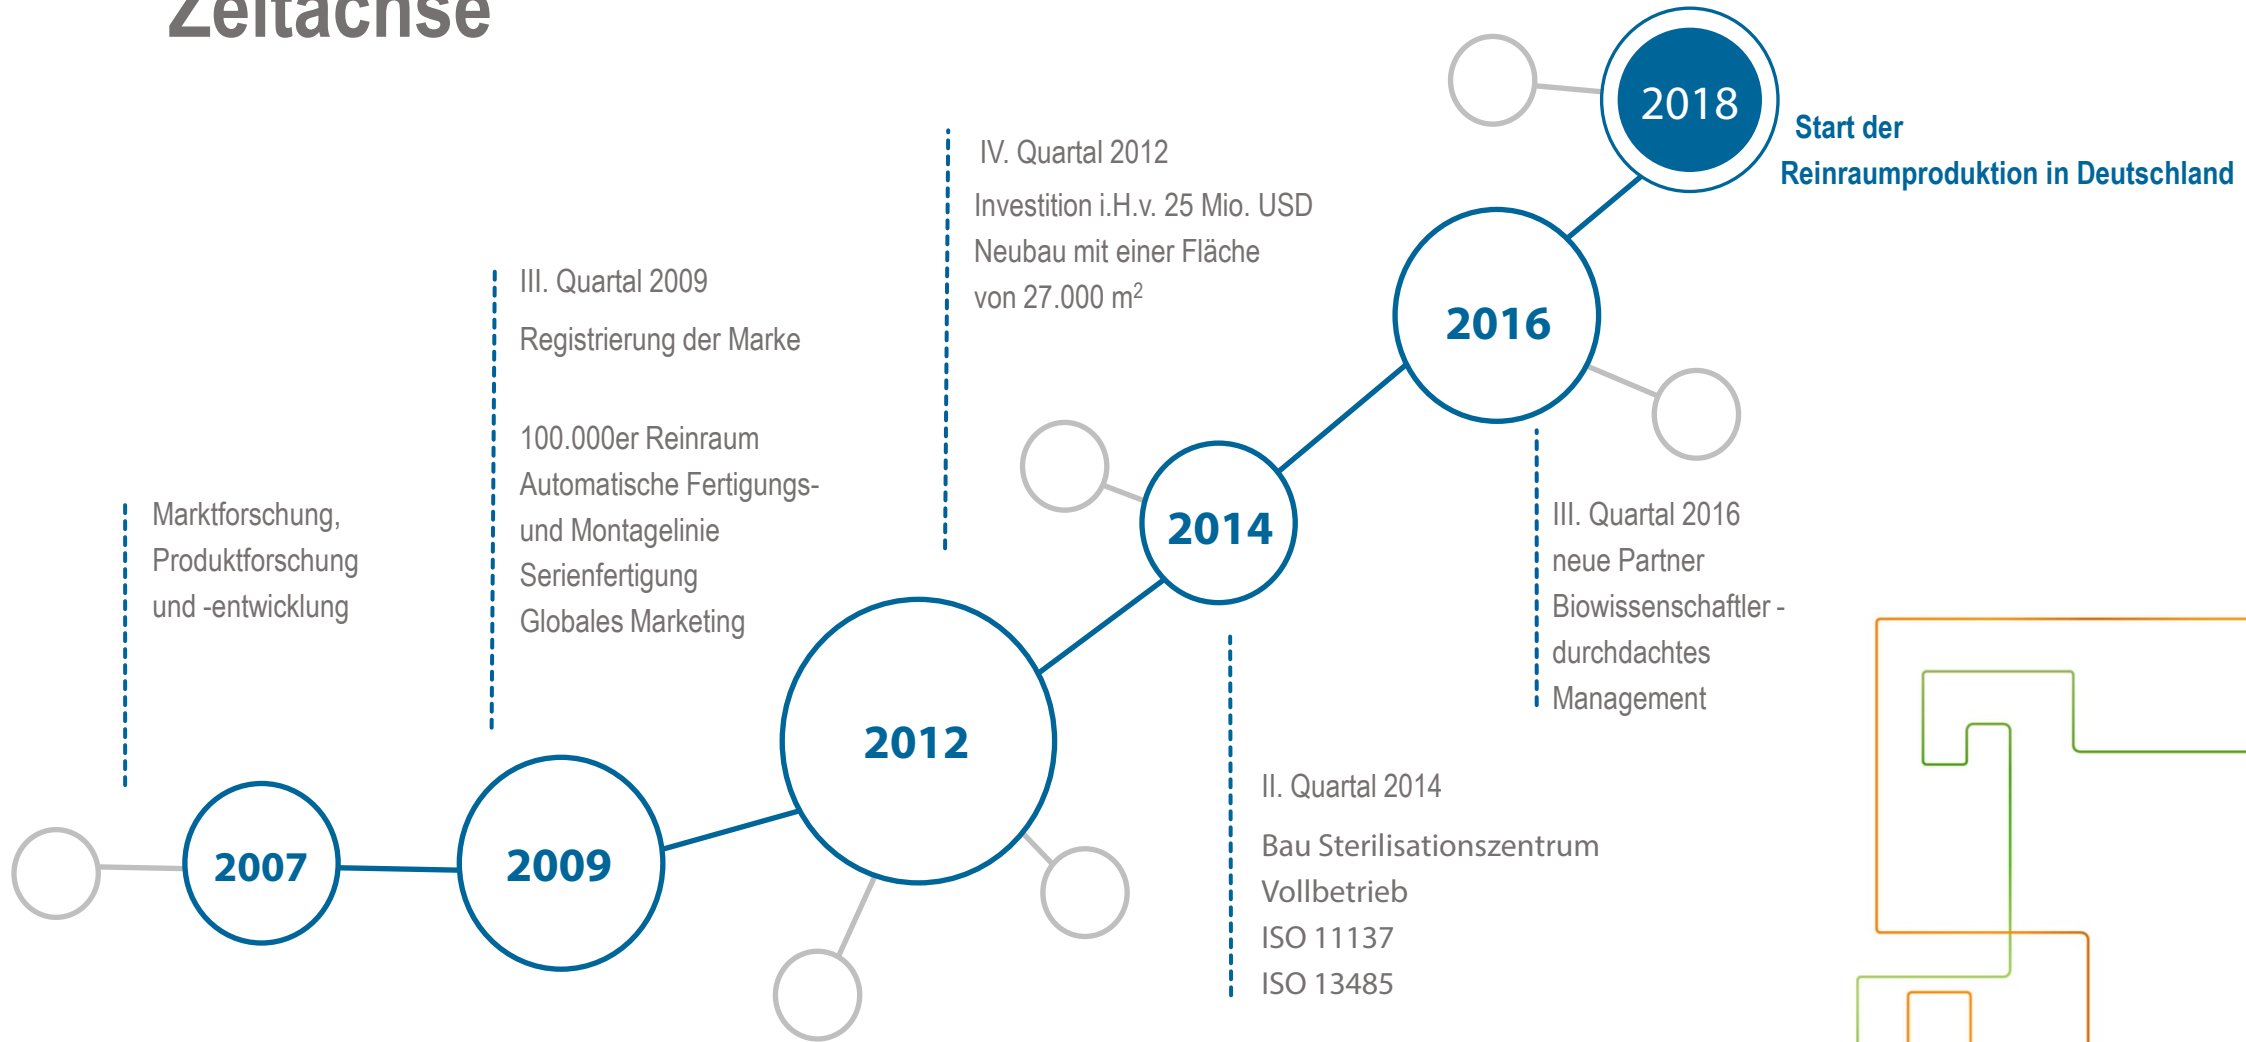 Zeitachse
Marktforschung,
Produktforschung
und -entwicklung
2007
III. Quartal 2009
Registrierung der Marke
100.000er Reinraum
Automatische Fertigungs-
und Montagelinie
Serienfertigung
Globales Marketing
2009
IV. Quartal 2012
Investition i.H.v. 25 Mio. USD
Neubau mit einer Fläche
von 27.000 m²
2012
2014
II. Quartal 2014
Bau Sterilisationszentrum
Vollbetrieb
ISO 11137
ISO 13485
2016
III. Quartal 2016
neue Partner
Biowissenschaftler -
durchdachtes
Management
2018
Start der
Reinraumproduktion in Deutschland